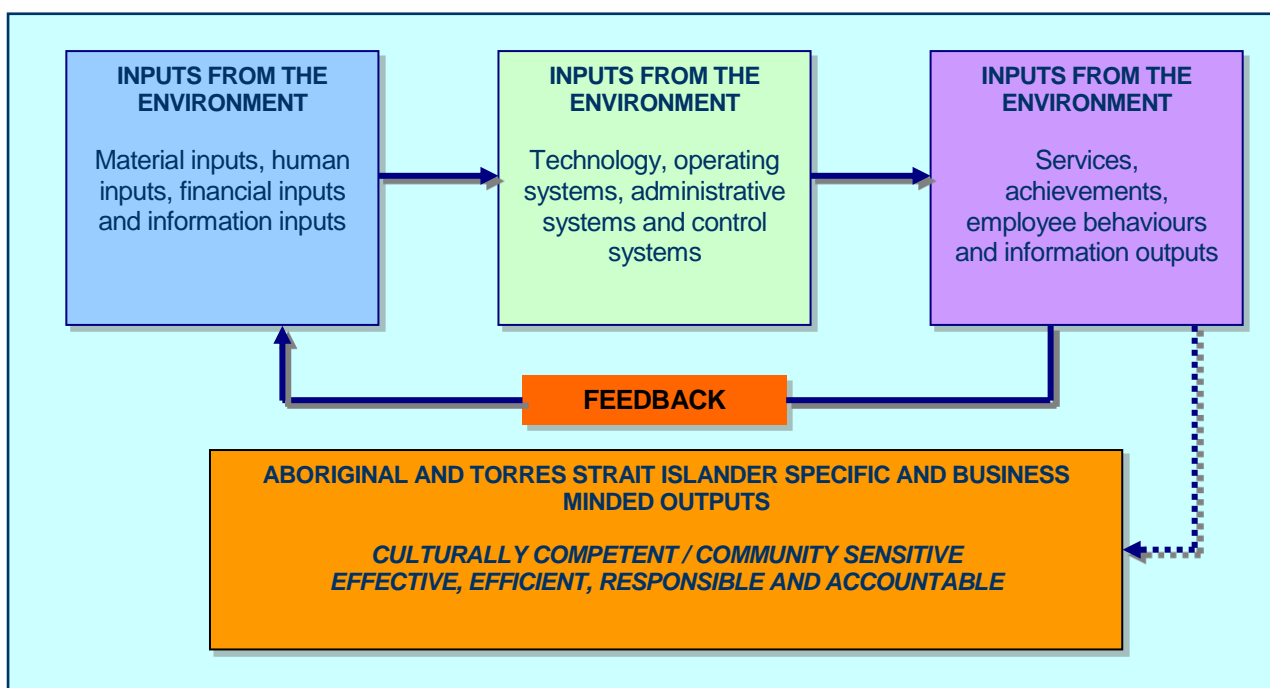 INPUTS FROM THE
ENVIRONMENT
Material inputs, human
inputs, financial inputs
and information inputs
INPUTS FROM THE
ENVIRONMENT
Technology, operating
systems, administrative
systems and control
systems
INPUTS FROM THE
ENVIRONMENT
Services,
achievements,
employee behaviours
and information outputs
FEEDBACK
ABORIGINAL AND TORRES STRAIT ISLANDER SPECIFIC AND BUSINESS
MINDED OUTPUTS
CULTURALLY COMPETENT / COMMUNITY SENSITIVE
EFFECTIVE, EFFICIENT, RESPONSIBLE AND ACCOUNTABLE